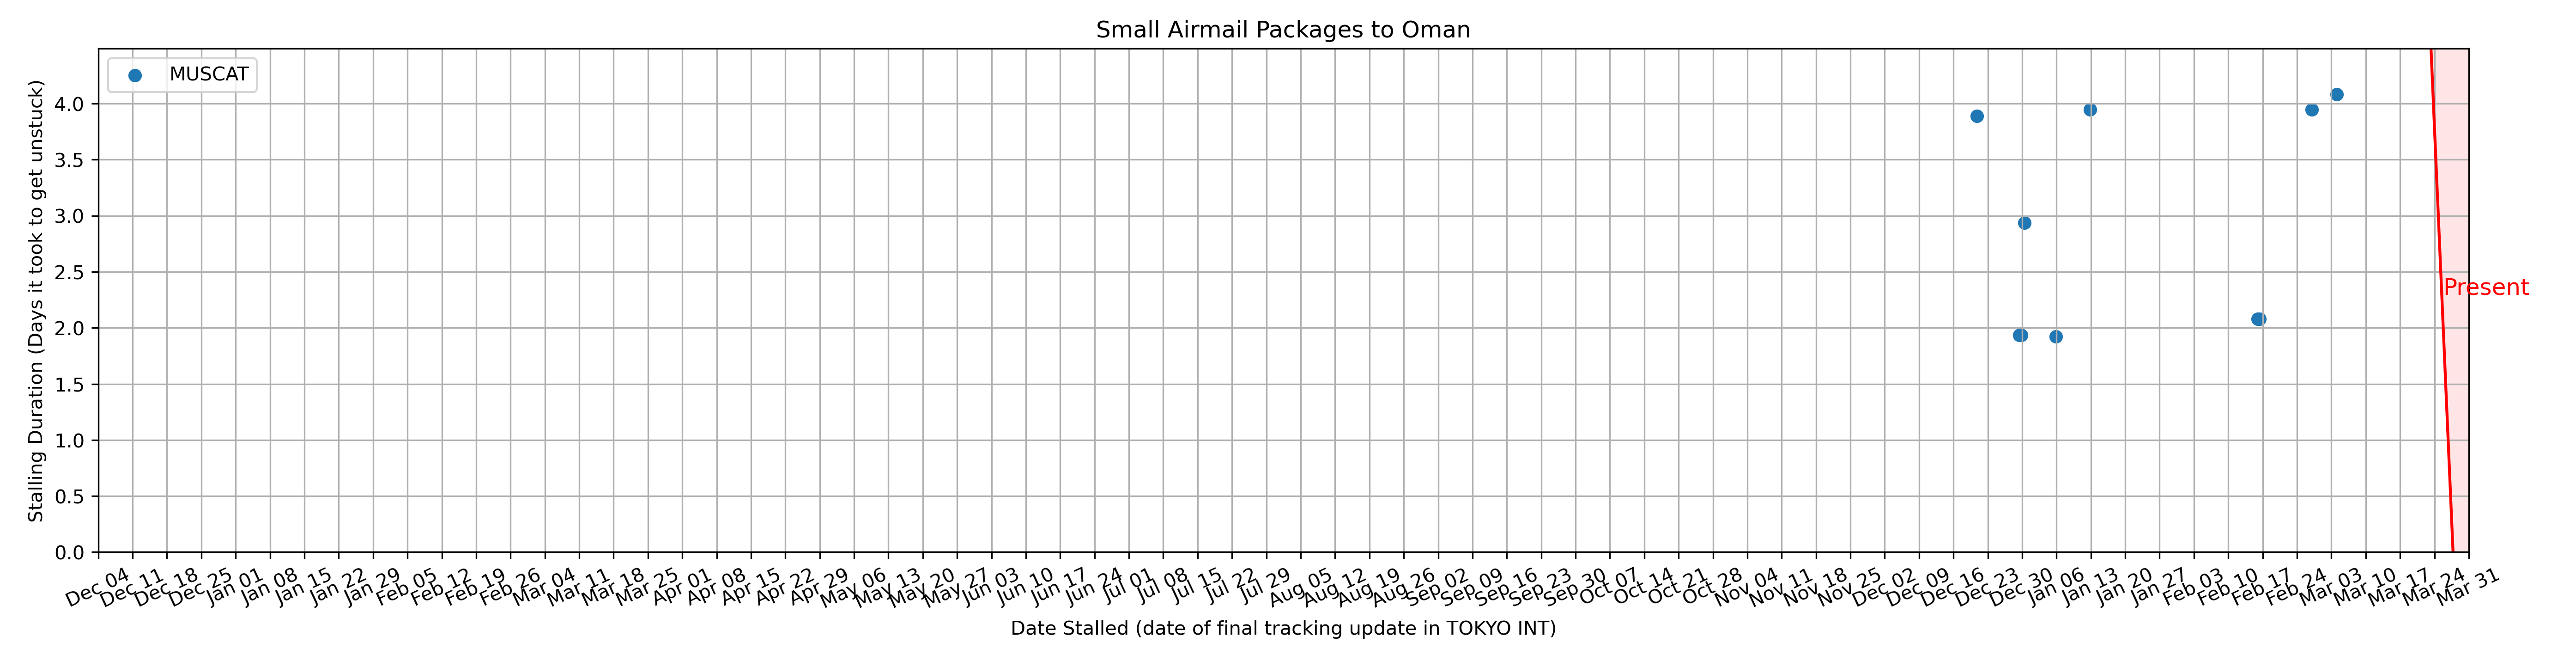 Small Airmail Packages to Oman
MUSCAT
Stalling Duration (Days it took to get unstuck)
4.0
3.5
3.0
2.5
2.0
1.5
1.0
0.5
0.0
Present
Dec 04 Dec 11 Dec 18 Dec 25 Jan 01 Jan 08 Jan 15 Jan 22 Jan 29 Feb 05 Feb 12 Feb 19 Feb 26 Mar 04 Mar 11 Mar 18 Mar 25 Apr 01 Apr 08 Apr 15 Apr 22 Apr 29 May 06 May 13 May 20 May 27 Jun 03 Jun 10 Jun 17 Jun 24 Jul 01 Jul 08 Jul 15 Jul 22 Jul 29 Aug 05 Aug 12 Aug 19 Aug 26 Sep 02 Sep 09 Sep 16 Sep 23 Sep 30 Oct 07 Oct 14 Oct 21 Oct 28 Nov 04 Nov 11 Nov 18 Nov 25 Dec 02 Dec 09 Dec 16 Dec 23 Dec 30 Jan 06 Jan 13 Jan 20 Jan 27 Feb 03 Feb 10 Feb 17 Feb 24 Mar 03 Mar 10 Mar 17 Mar 24 Mar 31
Date Stalled (date of final tracking update in TOKYO INT)